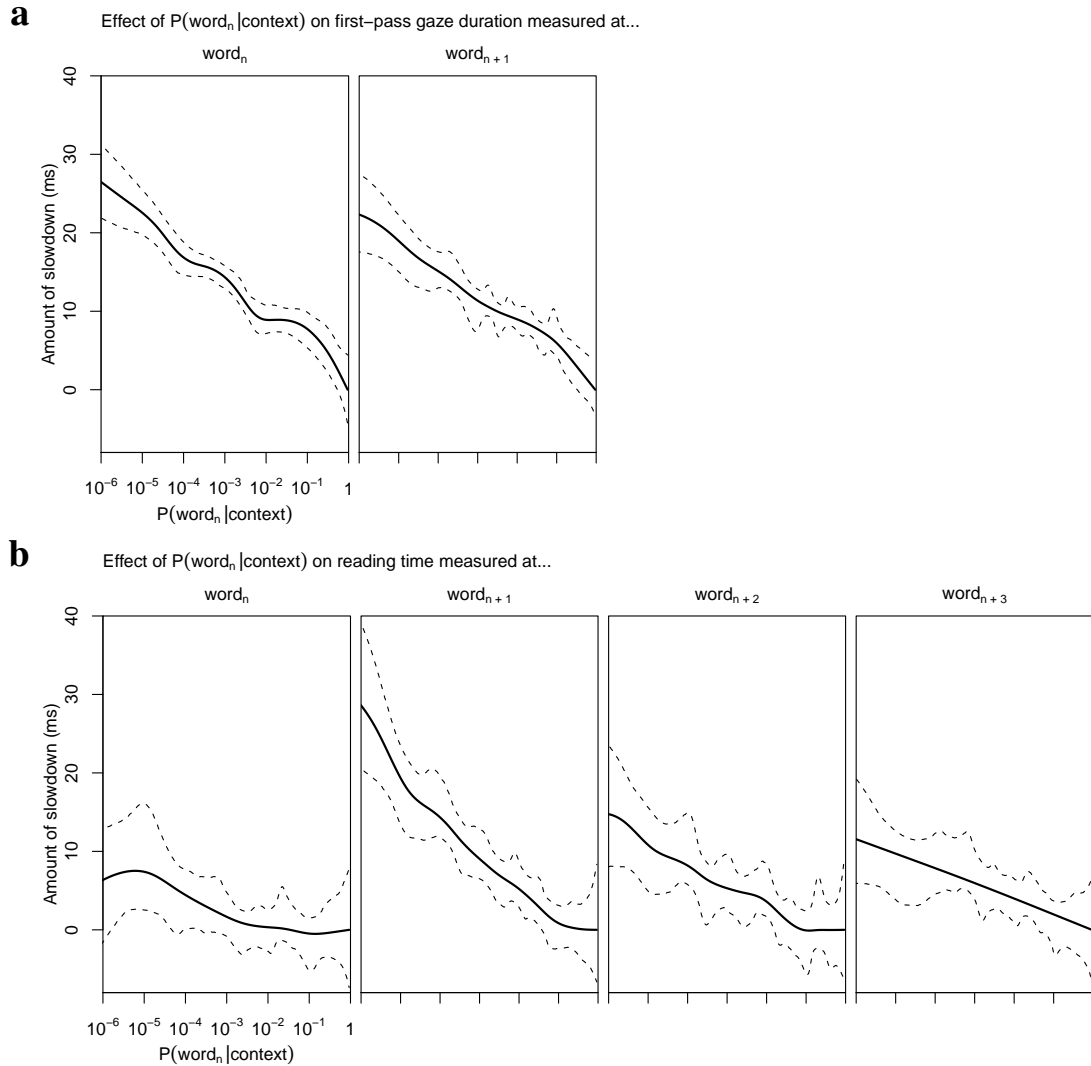 a
Effect of P(wordₙ|context) on first−pass gaze duration measured at...
wordₙ
wordₙ ₊ ₁
Amount of slowdown (ms)
40
30
20
10
0
10⁻⁶ 10⁻⁵ 10⁻⁴ 10⁻³ 10⁻² 10⁻¹ 1
P(wordₙ|context)
b
Effect of P(wordₙ|context) on reading time measured at...
wordₙ
wordₙ ₊ ₁
wordₙ ₊ ₂
wordₙ ₊ ₃
Amount of slowdown (ms)
40
30
20
10
0
10⁻⁶ 10⁻⁵ 10⁻⁴ 10⁻³ 10⁻² 10⁻¹ 1
P(wordₙ|context)